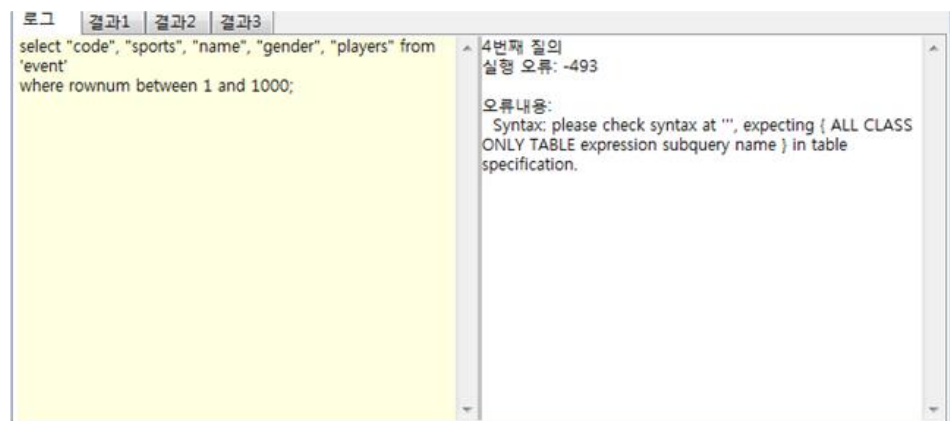 로그 결과1 결과2 결과3
select "code", "sports", "name", "gender", "players" from
'event'
where rownum between 1 and 1000;
4번째 질의
실행 오류: -493
오류내용:
Syntax: please check syntax at ''', expecting { ALL CLASS
ONLY TABLE expression subquery name } in table
specification.